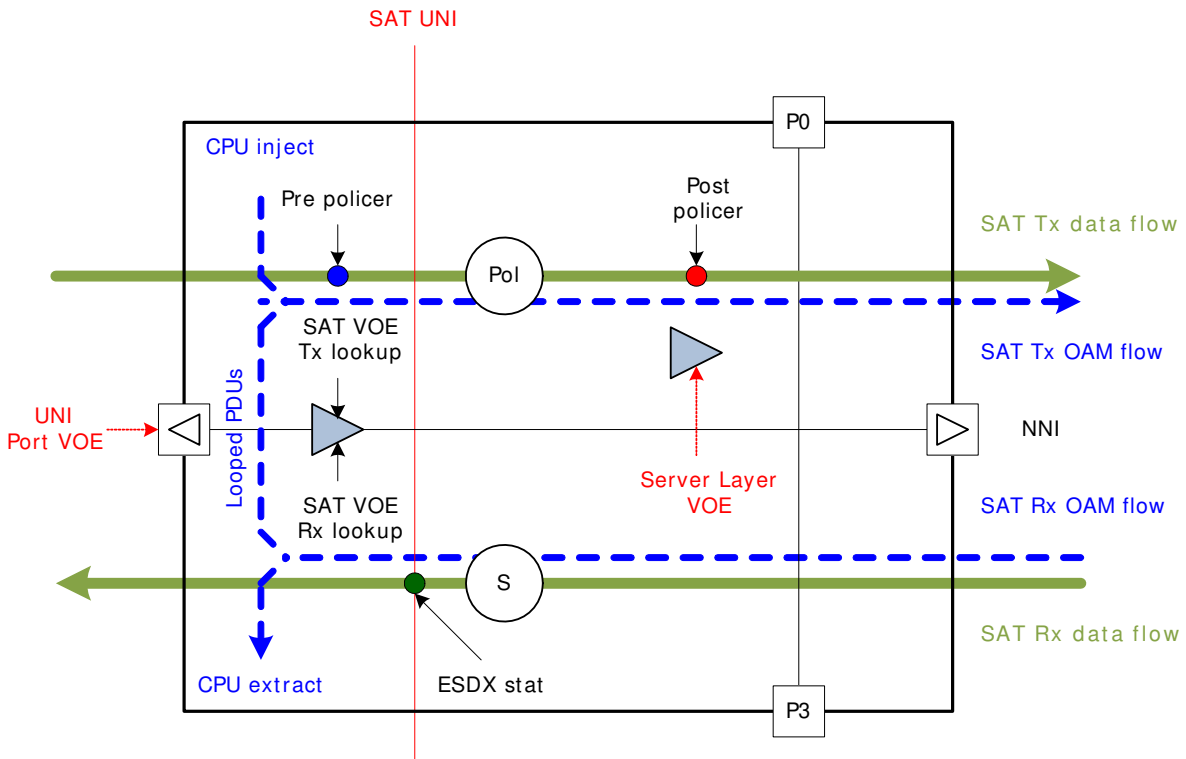 SAT UNI
P0
CPU inject
Pre policer
Post
policer
SAT Tx data flow
Pol
SAT VOE
Tx lookup
SAT Tx OAM flow
Looped PDUs
UNI
Port VOE
NNI
SAT VOE
Rx lookup
Server Layer
VOE
SAT Rx OAM flow
S
SAT Rx data flow
CPU extract
ESDX stat
P3